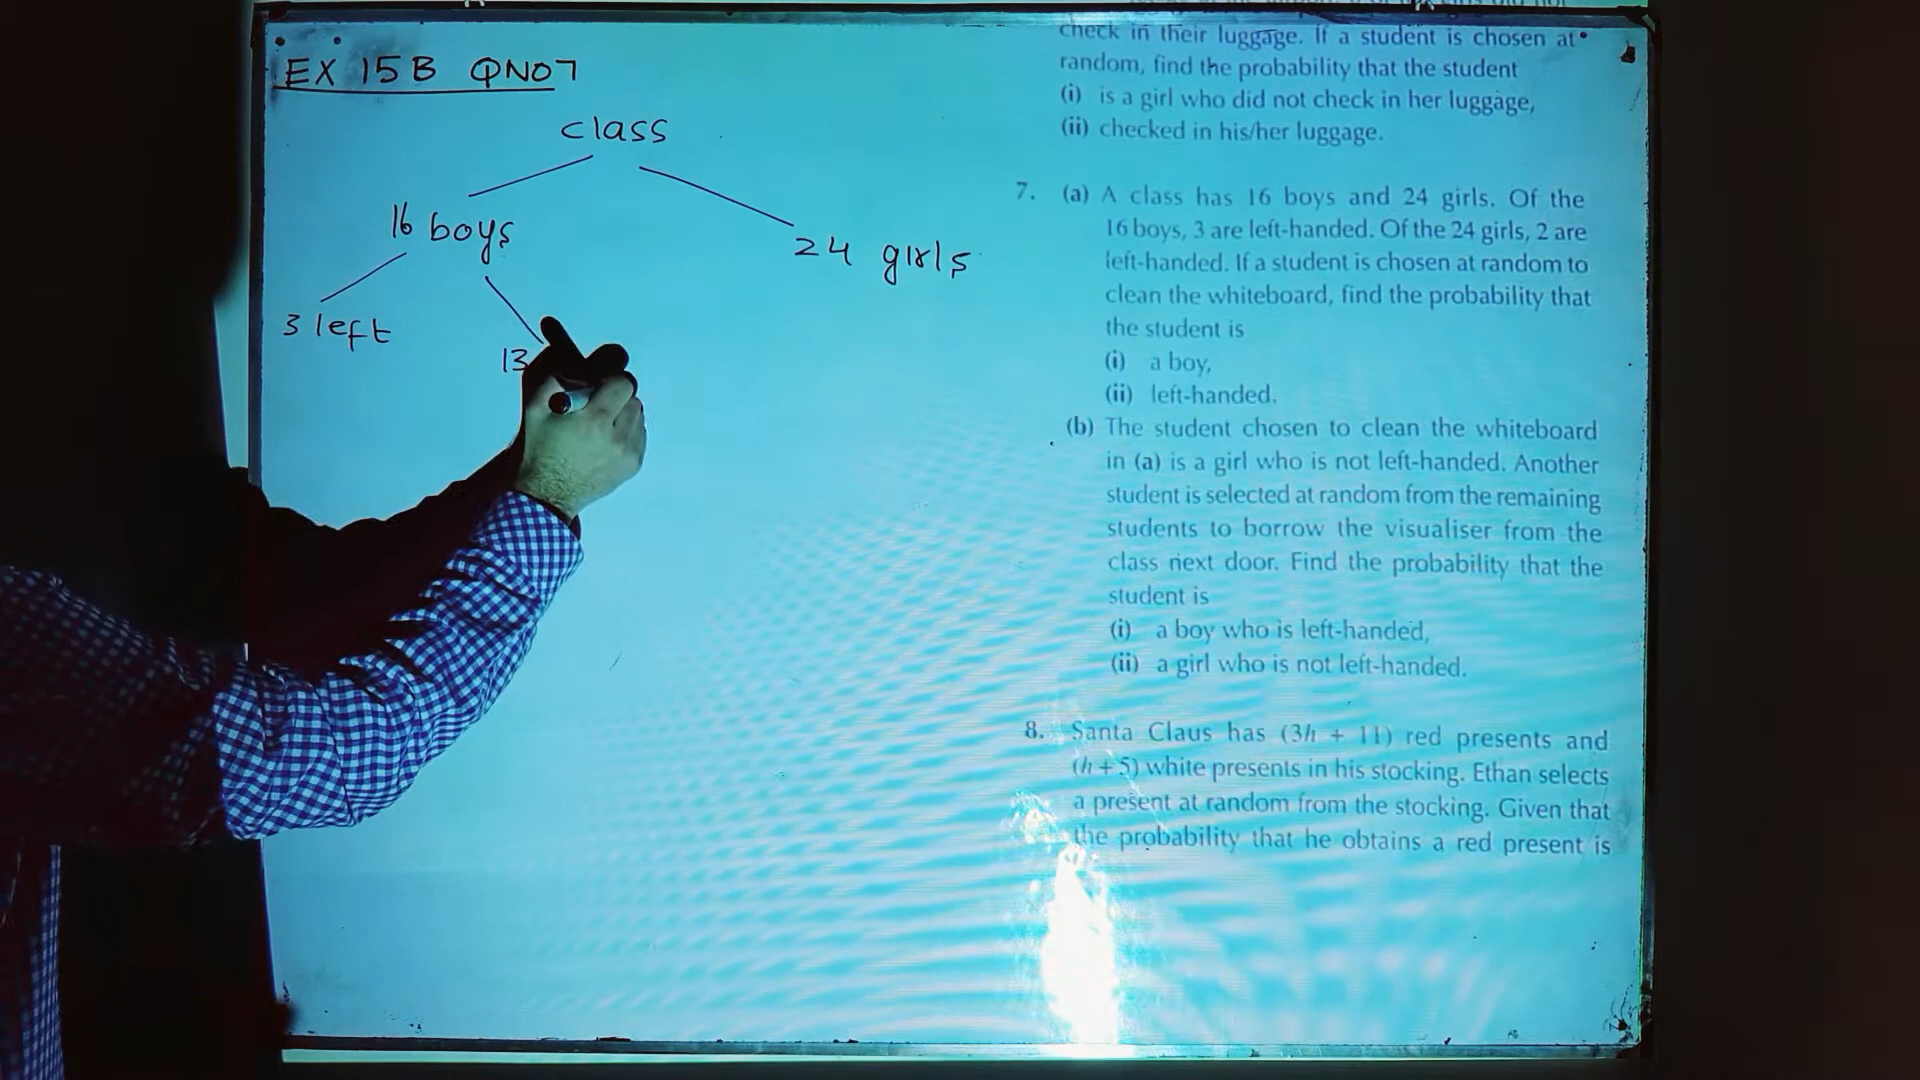 EX 15B QNO7
class
16 boys
24 girls
3 left
13
check in their luggage. If a student is chosen at
random, find the probability that the student
(i) is a girl who did not check in her luggage,
(ii) checked in his/her luggage.
7. (a) A class has 16 boys and 24 girls. Of the
16 boys, 3 are left-handed. Of the 24 girls, 2 are
left-handed. If a student is chosen at random to
clean the whiteboard, find the probability that
the student is
(i) a boy,
(ii) left-handed.
(b) The student chosen to clean the whiteboard
in (a) is a girl who is not left-handed. Another
student is selected at random from the remaining
students to borrow the visualiser from the
class next door. Find the probability that the
student is
(i) a boy who is left-handed,
(ii) a girl who is not left-handed.
8. Santa Claus has (3h + 11) red presents and
(h + 5) white presents in his stocking. Ethan selects
a present at random from the stocking. Given that
the probability that he obtains a red present is